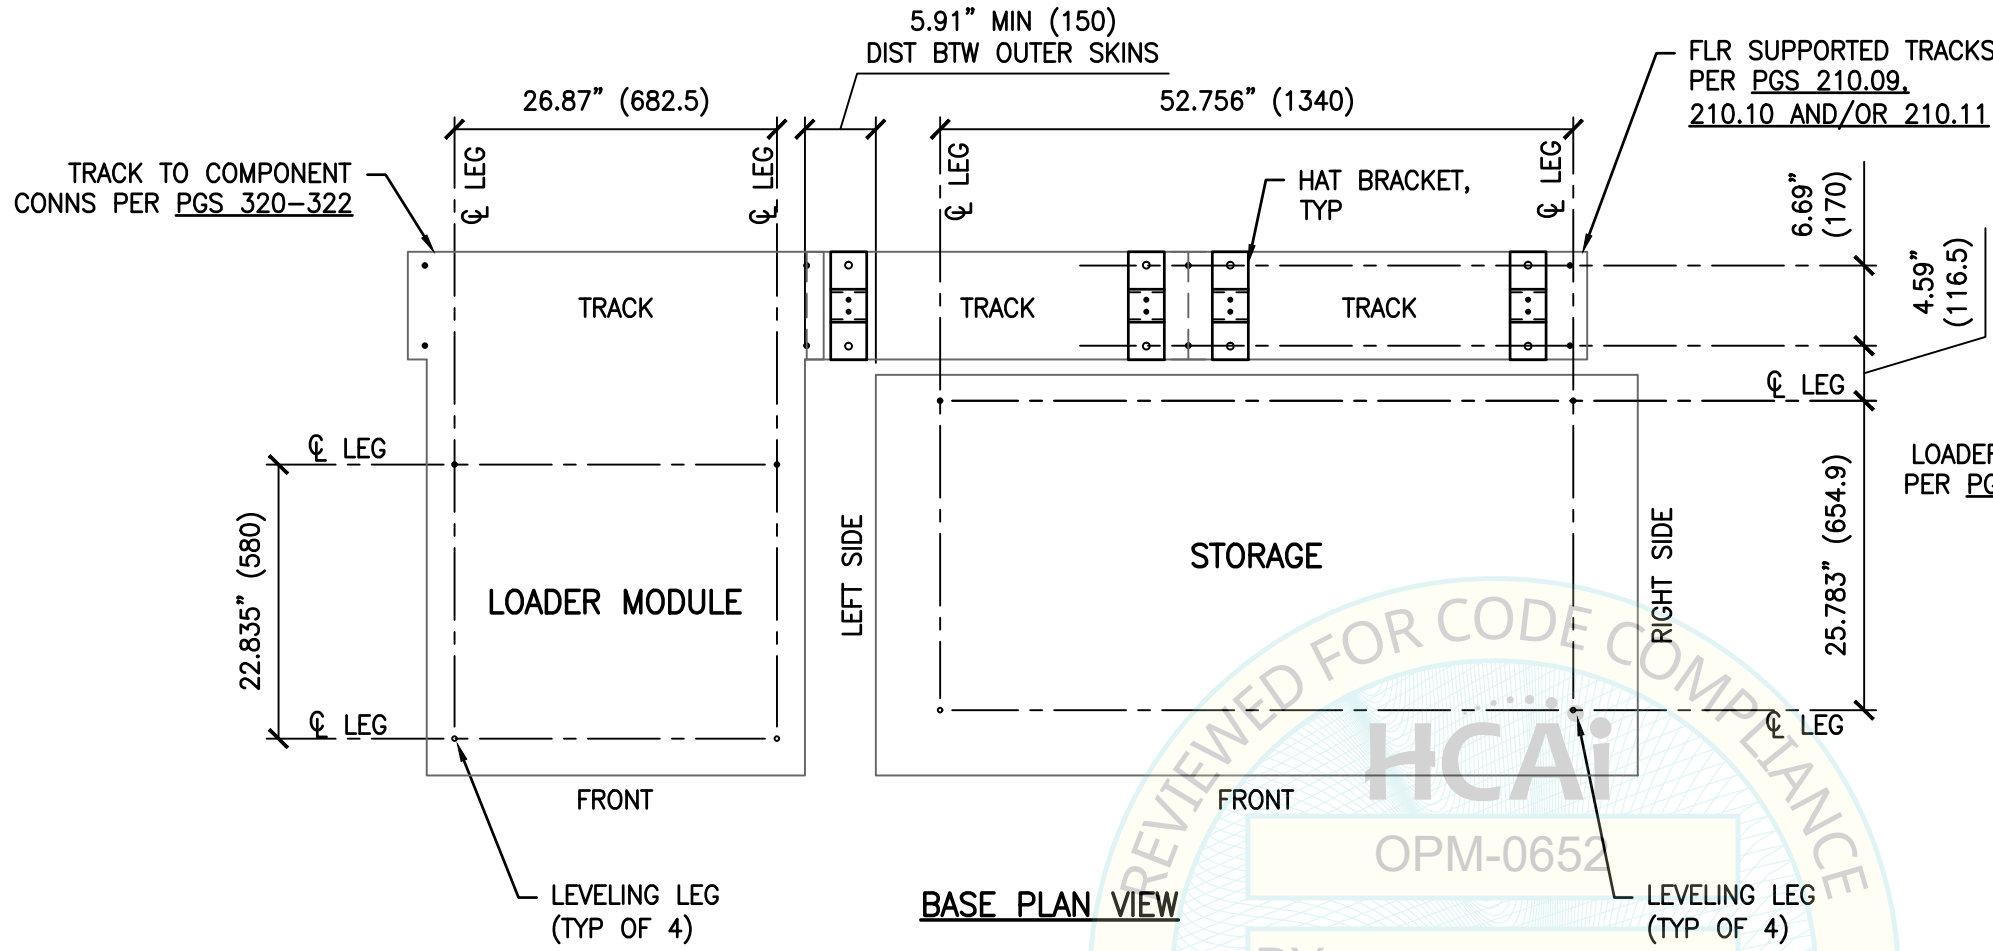 5.91” MIN (150)
DIST BTW OUTER SKINS
26.87” (682.5)
52.756” (1340)
FLR SUPPORTED TRACKS
PER PGS 210.09,
210.10 AND/OR 210.11
TRACK TO COMPONENT
CONNS PER PGS 320-322
℄ LEG
℄ LEG
℄ LEG
℄ LEG
HAT BRACKET,
TYP
6.69”
(170)
4.59”
(116.5)
TRACK
TRACK
TRACK
℄ LEG
℄ LEG
LOADER
PER PG
22.835” (580)
LOADER MODULE
LEFT SIDE
STORAGE
RIGHT SIDE
25.783” (654.9)
℄ LEG
℄ LEG
FRONT
FRONT
LEVELING LEG
(TYP OF 4)
BASE PLAN VIEW
LEVELING LEG
(TYP OF 4)
REVIEWED FOR CODE COMPLIANCE
HCAi
OPM-0652